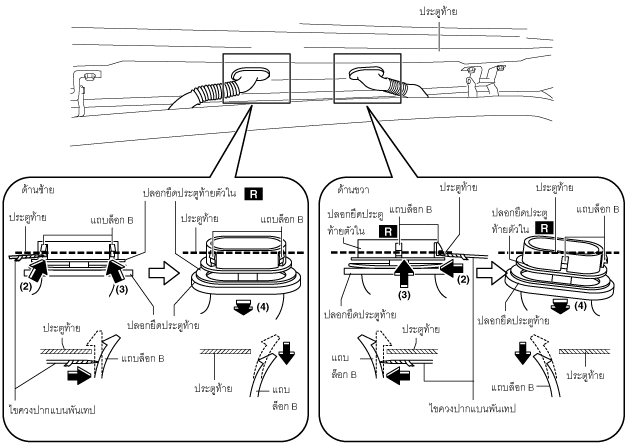 ประตูท้าย
ด้านซ้าย
ปลอกยึดประตูท้ายตัวใน R
ประตูท้าย
แถบล็อก B
ประตูท้าย
แถบล็อก B
(2)
(3)
(4)
ปลอกยึดประตูท้าย
ประตูท้าย
แถบล็อก B
ประตูท้าย
แถบ
ล็อก B
ไขควงปากแบนพันเทป
ด้านขวา
ประตูท้าย
ประตูท้าย
ปลอกยึดประตู
ท้ายตัวใน R
แถบล็อก B
แถบล็อก B
ปลอกยึดประตู
ท้ายตัวใน R
(2)
(3)
(4)
ปลอกยึดประตูท้าย
ปลอกยึดประตูท้าย
ประตูท้าย
แถบ
ล็อก B
ประตูท้าย
แถบล็อก B
ไขควงปากแบนพันเทป